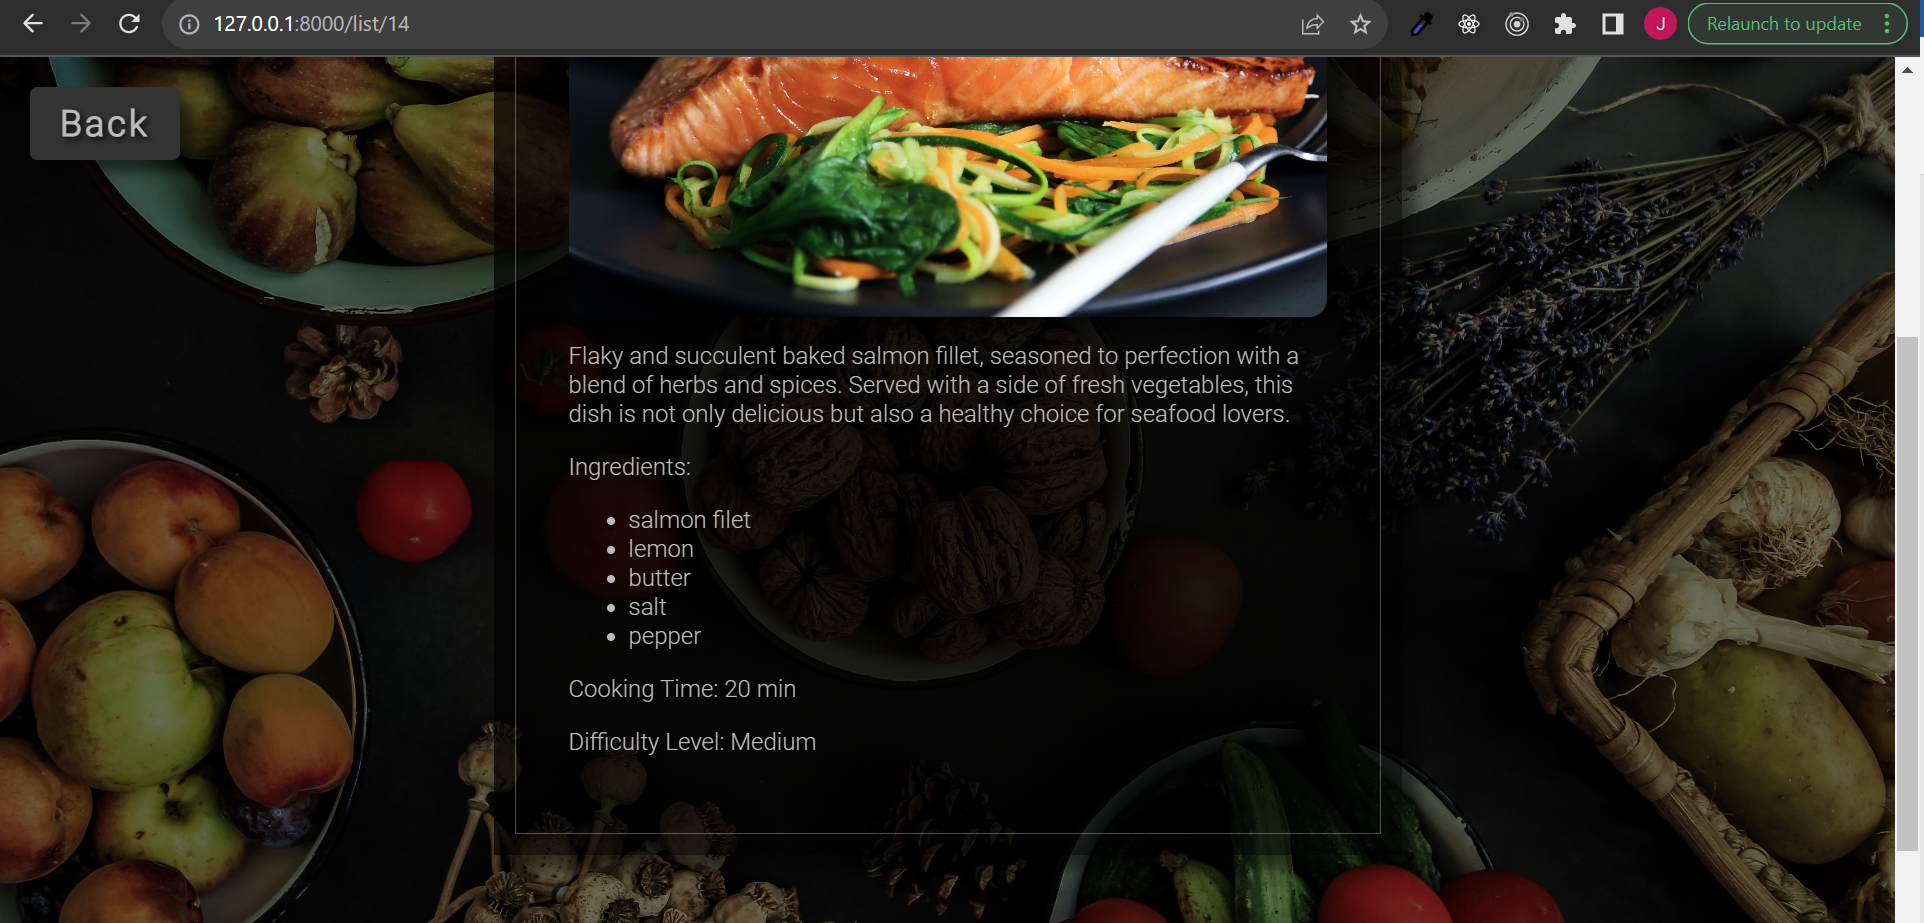 127.0.0.1:8000/list/14
J
Relaunch to update
Back
Flaky and succulent baked salmon fillet, seasoned to perfection with a
blend of herbs and spices. Served with a side of fresh vegetables, this
dish is not only delicious but also a healthy choice for seafood lovers.
Ingredients:
salmon filet
lemon
butter
salt
pepper
Cooking Time: 20 min
Difficulty Level: Medium